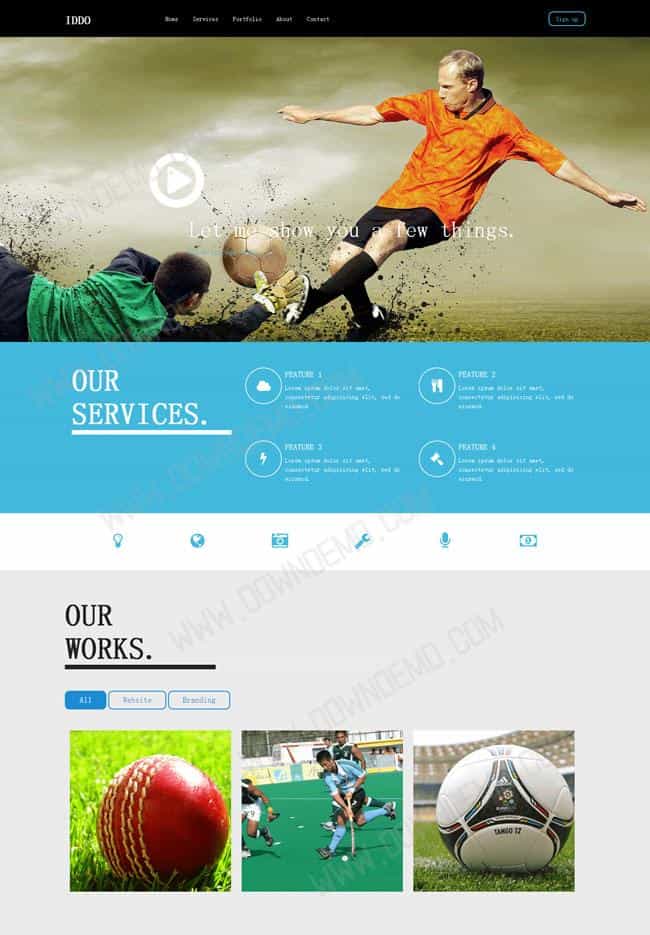 IDDO
Home Services Portfolio About Contact
Sign up
Let me show you a few things.
OUR
SERVICES.
FEATURE 1
Lorem ipsum dolor sit amet,
consectetur adipisicing elit, sed do
eiusmod
FEATURE 2
Lorem ipsum dolor sit amet,
consectetur adipisicing elit, sed do
eiusmod
FEATURE 3
Lorem ipsum dolor sit amet,
consectetur adipisicing elit, sed do
eiusmod
FEATURE 4
Lorem ipsum dolor sit amet,
consectetur adipisicing elit, sed do
eiusmod
WWW.DOWNDEMO.COM
OUR
WORKS.
WWW.DOWNDEMO.COM
All Website Branding
TANGO 12